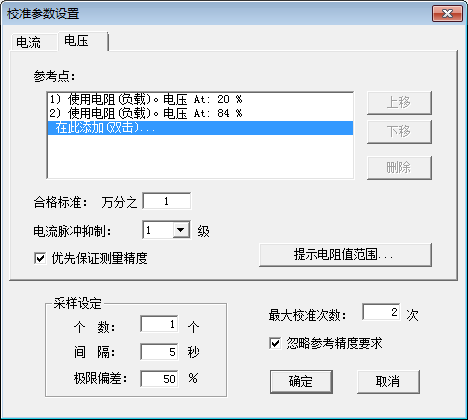 校准参数设置
电流 电压
参考点:
1) 使用电阻(负载)。电压 At: 20 %
2) 使用电阻(负载)。电压 At: 84 %
在此添加(双击)...
上移
下移
删除
合格标准: 万分之 1
电流脉冲抑制: 1 级
优先保证测量精度
提示电阻值范围...
采样设定
个 数: 1 个
间 隔: 5 秒
极限偏差: 50 %
最大校准次数: 2 次
忽略参考精度要求
确定 取消